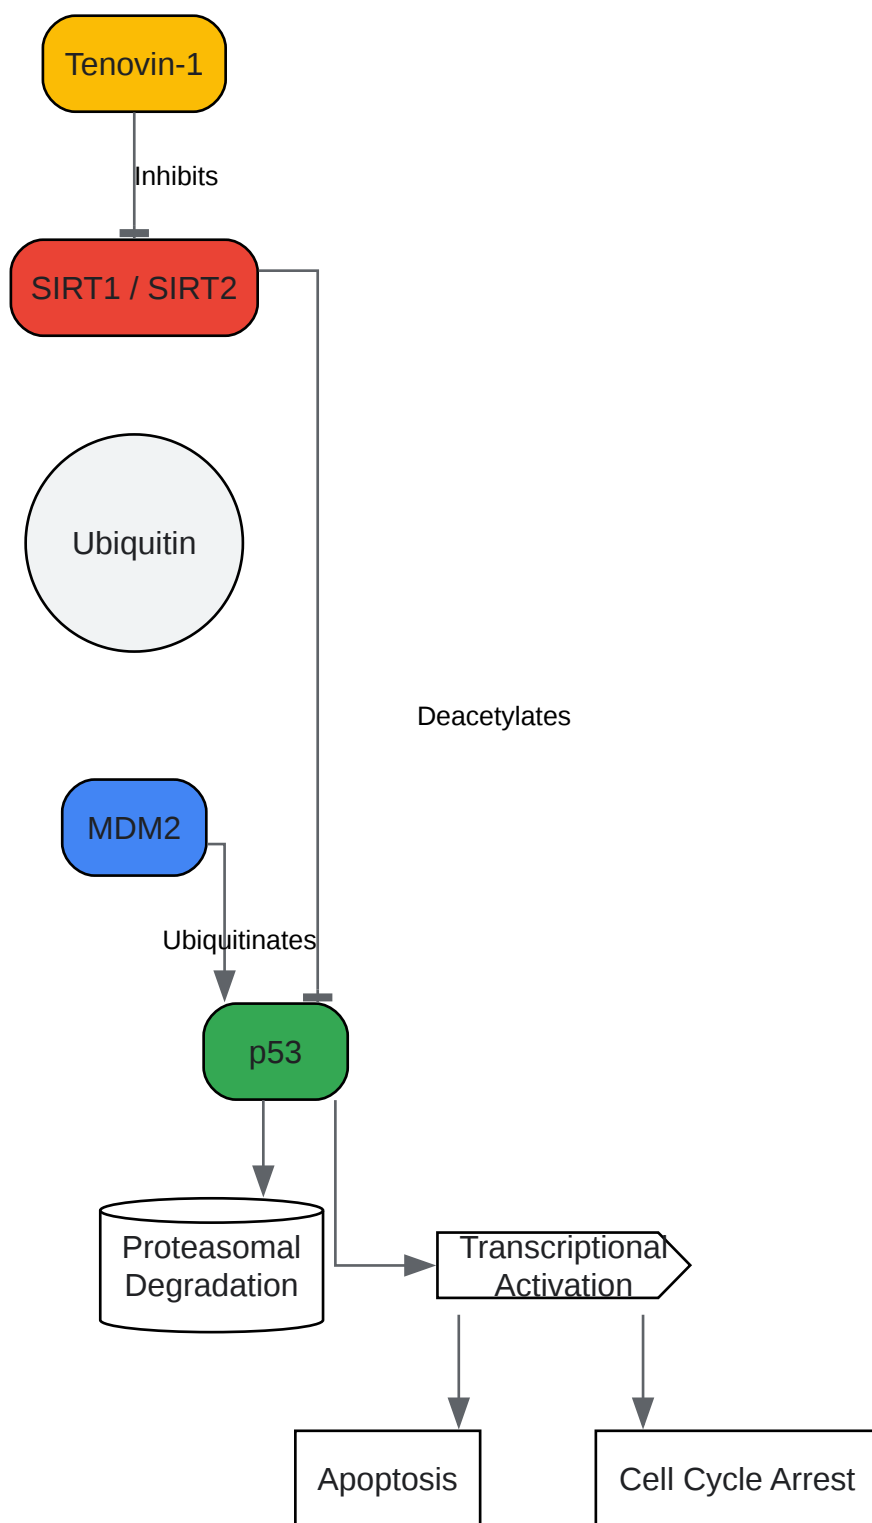 Tenovin-1
Inhibits
SIRT1 / SIRT2
Ubiquitin
Deacetylates
MDM2
Ubiquitinates
p53
Proteasomal
Degradation
Transcriptional
Activation
Apoptosis
Cell Cycle Arrest